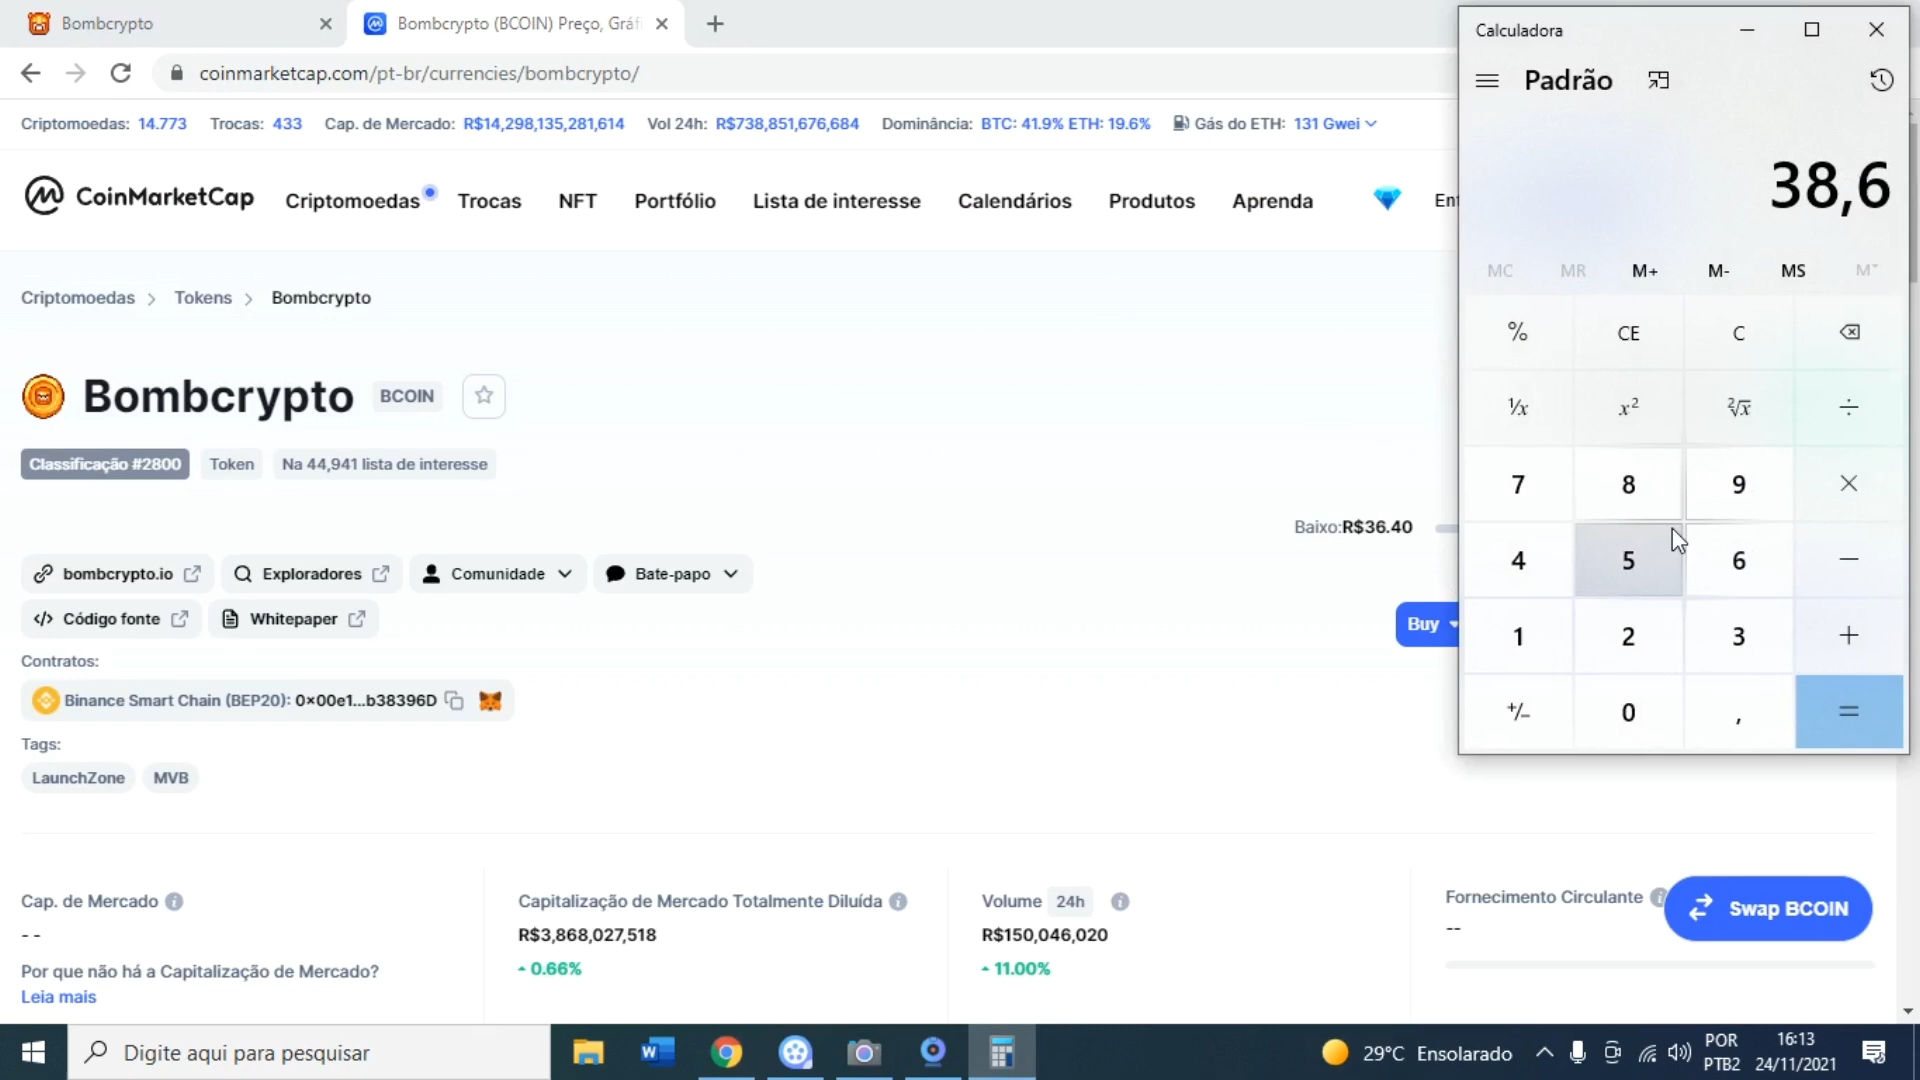 Bombcrypto
Bombcrypto (BCOIN) Preço, Gráf
coinmarketcap.com/pt-br/currencies/bombcrypto/
Criptomoedas: 14.773 Trocas: 433 Cap. de Mercado: R$14,298,135,281,614 Vol 24h: R$738,851,676,684 Dominância: BTC: 41.9% ETH: 19.6% Gás do ETH: 131 Gwei
CoinMarketCap Criptomoedas Trocas NFT Portfólio Lista de interesse Calendários Produtos Aprenda
Criptomoedas > Tokens > Bombcrypto
Bombcrypto BCOIN
Classificação #2800 Token Na 44,941 lista de interesse
Baixo:R$36.40
bombcrypto.io Exploradores Comunidade Bate-papo
</> Código fonte Whitepaper
Buy
Contratos:
Binance Smart Chain (BEP20): 0x00e1...b38396D
Tags:
LaunchZone MVB
Cap. de Mercado
- -
Por que não há a Capitalização de Mercado?
Leia mais
Capitalização de Mercado Totalmente Diluída
R$3,868,027,518
0.66%
Volume 24h
R$150,046,020
11.00%
Fornecimento Circulante
--
Swap BCOIN
Calculadora
Padrão
38,6
MC MR M+ M- MS M
% CE C
1/x x² ²√x ÷
7 8 9 ×
4 5 6 −
1 2 3 +
+/− 0 , =
Digite aqui para pesquisar
29°C Ensolarado
POR
PTB2
16:13
24/11/2021